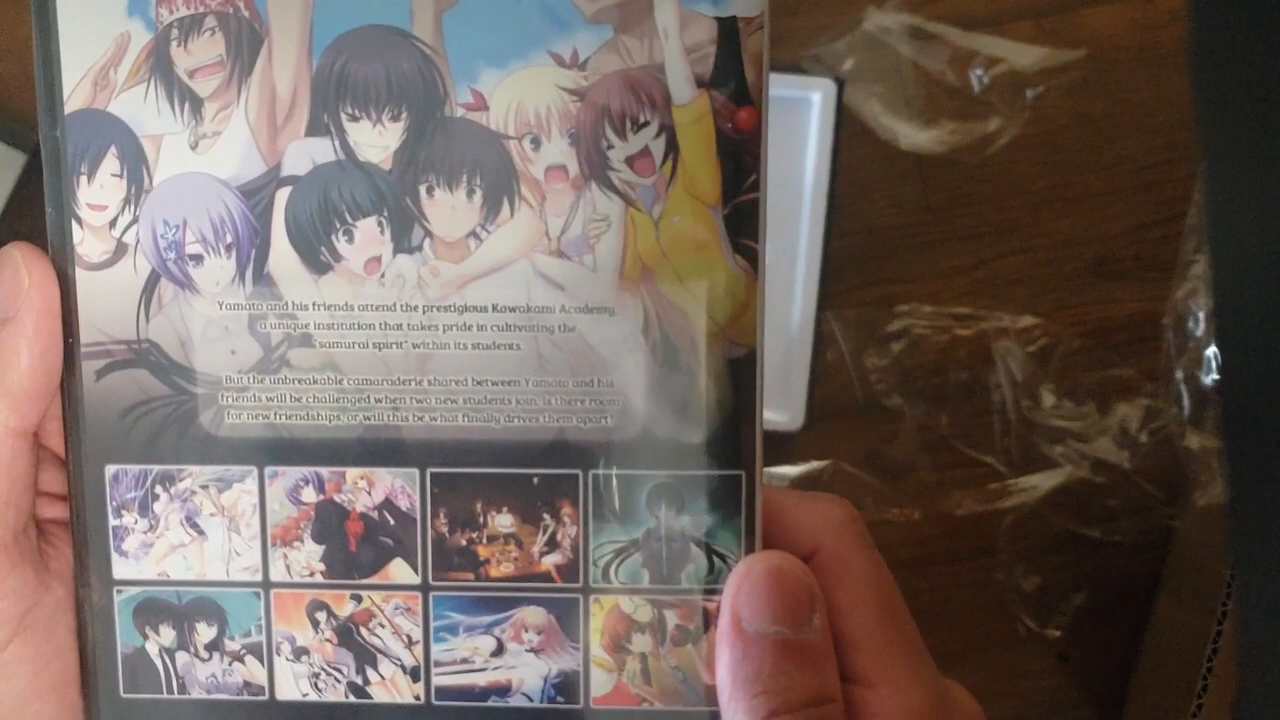 Yamato and his friends attend the prestigious Kawakami Academy,
a unique institution that takes pride in cultivating the
"samurai spirit" within its students.
But the unbreakable camaraderie shared between Yamato and his
friends will be challenged when two new students join. Is there room
for new friendships, or will this be what finally drives them apart?